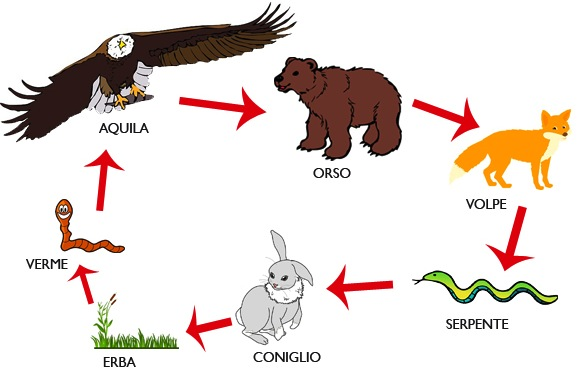 AQUILA
ORSO
VOLPE
VERME
SERPENTE
CONIGLIO
ERBA